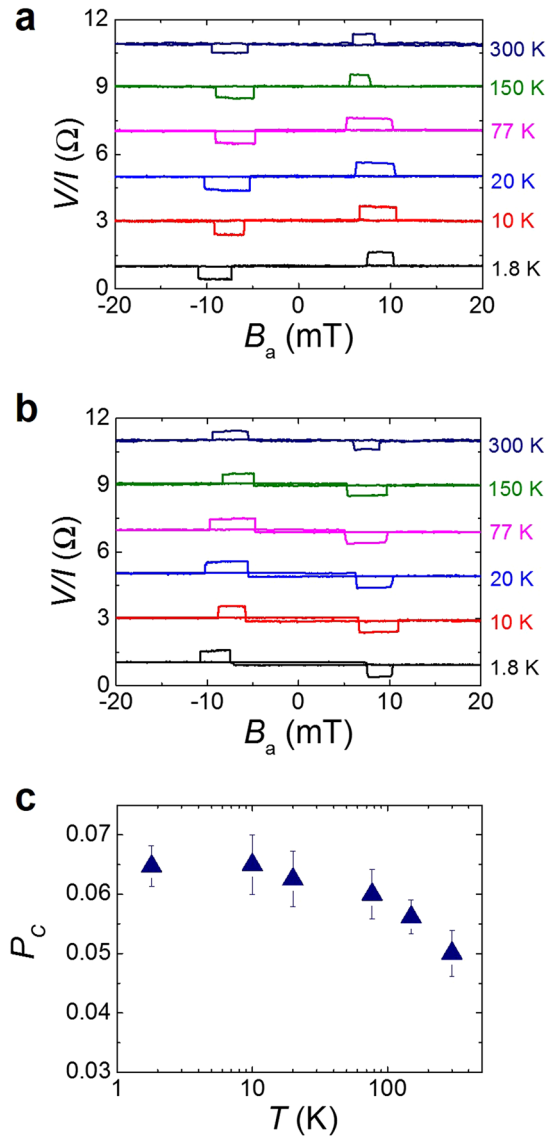 a
12
9
6
3
0
V/I (Ω)
300 K
150 K
77 K
20 K
10 K
1.8 K
-20 -10 0 10 20
Bₐ (mT)
b
12
9
6
3
0
V/I (Ω)
300 K
150 K
77 K
20 K
10 K
1.8 K
-20 -10 0 10 20
Bₐ (mT)
c
0.07
0.06
0.05
0.04
0.03
P_C
1 10 100
T (K)